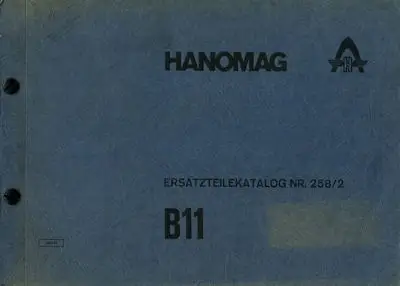 HANOMAG
H
ERSATZTEILEKATALOG NR. 258/2
B11